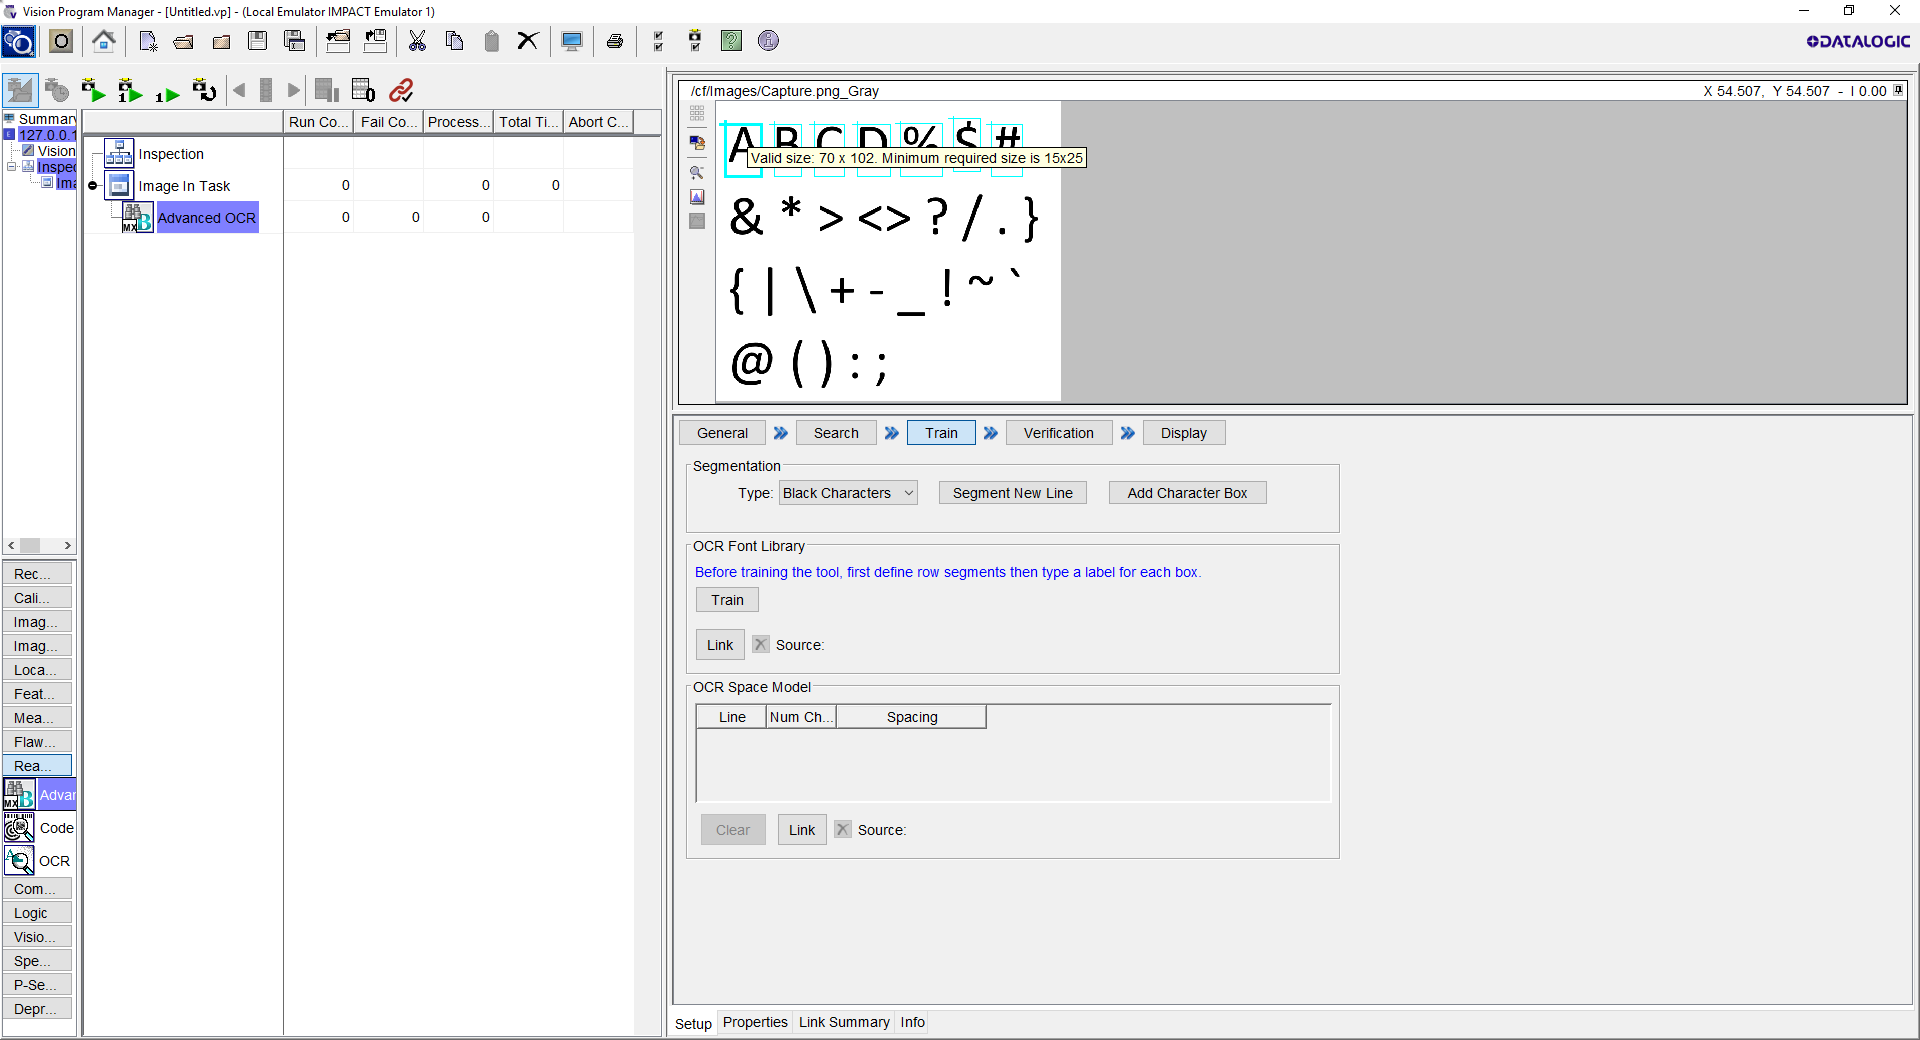 Vision Program Manager - [Untitled.vp] - (Local Emulator IMPACT Emulator 1)
DATALOGIC
Summary
127.0.0.1
Vision
Inspec
Ima
Run Co... Fail Co... Process... Total Ti... Abort C...
Inspection
Image In Task 0 0 0
Advanced OCR 0 0 0
/cf/Images/Capture.png_Gray X 54.507, Y 54.507 - I 0.00
A B C D % $ #
Valid size: 70 x 102. Minimum required size is 15x25
& * > <> ? / . }
{ | \ + - _ ! ~ `
@ ( ) : ;
General Search Train Verification Display
Segmentation
Type: Black Characters Segment New Line Add Character Box
OCR Font Library
Before training the tool, first define row segments then type a label for each box.
Train
Link Source:
OCR Space Model
Line Num Ch... Spacing
Clear Link Source:
Rec...
Cali...
Imag...
Imag...
Loca...
Feat...
Mea...
Flaw...
Rea...
Advar
Code
OCR
Com...
Logic
Visio...
Spe...
P-Se...
Depr...
Setup Properties Link Summary Info